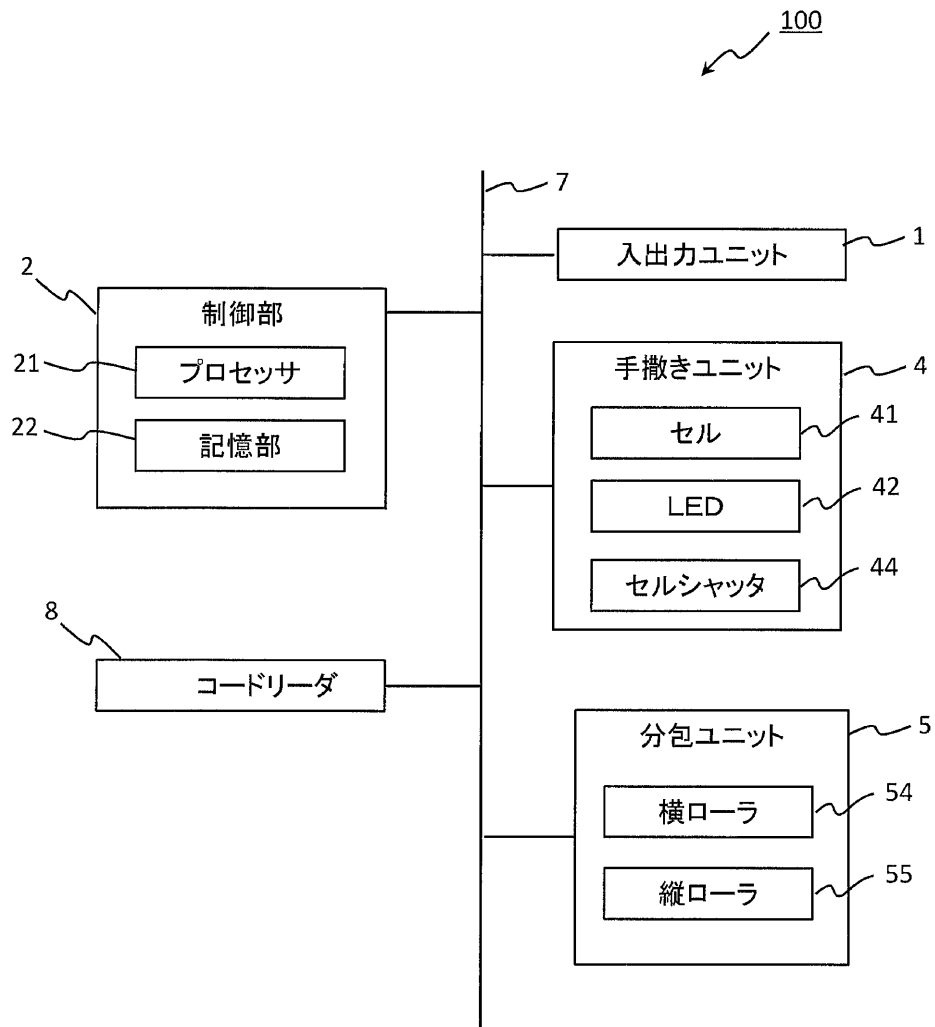 100
7
入出力ユニット
1
2
制御部
21
プロセッサ
22
記憶部
手撒きユニット
4
セル
41
LED
42
セルシャッタ
44
8
コードリーダ
分包ユニット
5
横ローラ
54
縦ローラ
55